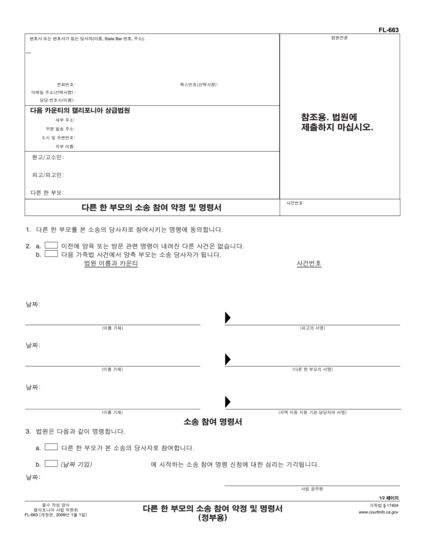 FL-663
변호사 또는 변호사가 없는 당사자(이름, State Bar 번호, 주소):
법원전용
전화번호:
팩스번호(선택사항):
이메일 주소(선택사항):
담당 변호사(이름):
다음 카운티의 캘리포니아 상급법원
세부 주소:
우편 발송 주소:
도시 및 우편번호:
지부 이름:
참조용. 법원에
제출하지 마십시오.
원고/고소인:
피고/피고인:
다른 한 부모:
다른 한 부모의 소송 참여 약정 및 명령서
사건번호:
1. 다른 한 부모를 본 소송의 당사자로 참여시키는 명령에 동의합니다.
2. a. 이전에 양육 또는 방문 관련 명령이 내려진 다른 사건은 없습니다.
b. 다음 가족법 사건에서 양측 부모는 소송 당사자가 됩니다.
법원 이름과 카운티
사건번호
날짜:
(이름 기재)
(피고의 서명)
날짜:
(이름 기재)
(다른 한 부모의 서명)
날짜:
(이름 기재)
(지역 아동 지원 기관 담당자의 서명)
소송 참여 명령서
3. 법원은 다음과 같이 명령합니다.
a. 다른 한 부모가 본 소송의 당사자로 참여합니다.
b. (날짜 기입) 에 시작하는 소송 참여 명령 신청에 대한 심리는 기각됩니다.
날짜:
사법 공무원
1/2 페이지
필수 작성 양식
캘리포니아 사법 위원회
FL-663 [개정본, 2008년 1월 1일]
다른 한 부모의 소송 참여 약정 및 명령서
(정부용)
가족법 § 17404
www.courtinfo.ca.gov